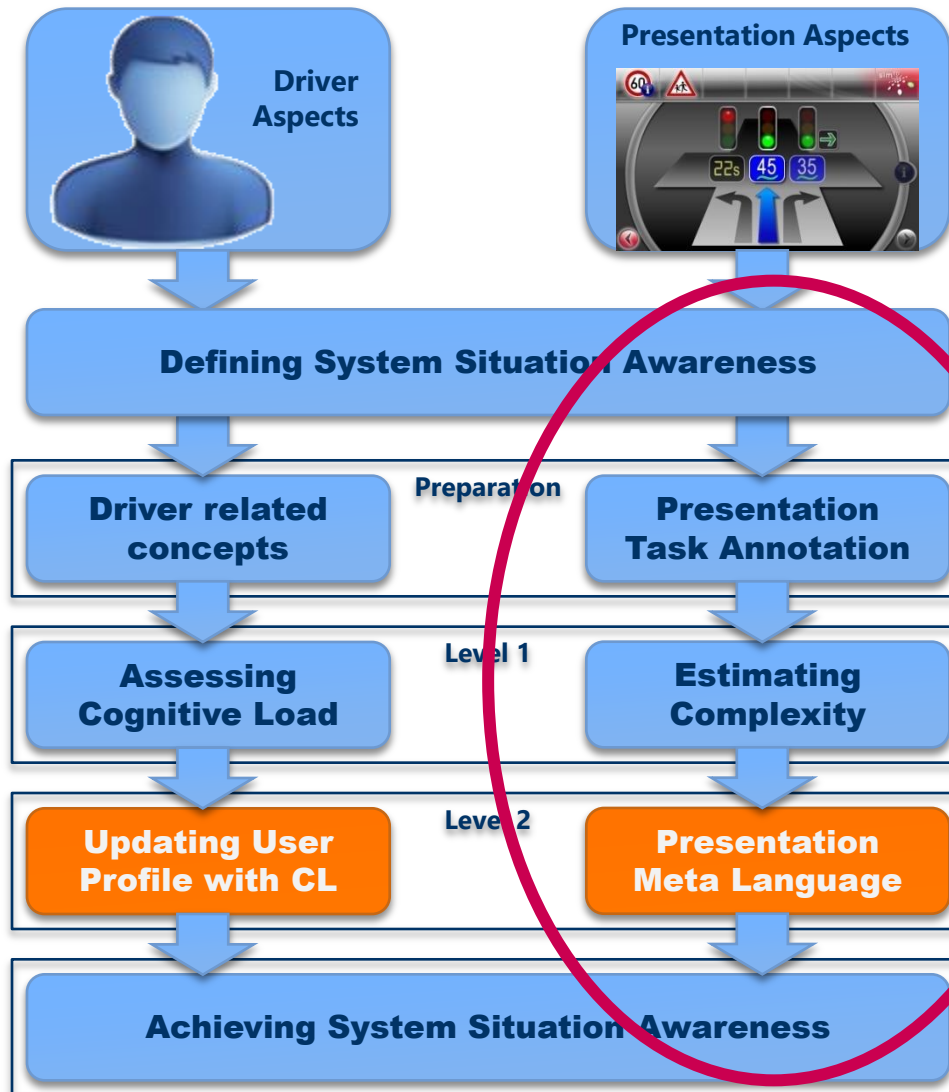 Driver
Aspects
Presentation Aspects
60
sim
22s
45
35
i
Defining System Situation Awareness
Preparation
Driver related
concepts
Presentation
Task Annotation
Level 1
Assessing
Cognitive Load
Estimating
Complexity
Level 2
Updating User
Profile with CL
Presentation
Meta Language
Achieving System Situation Awareness